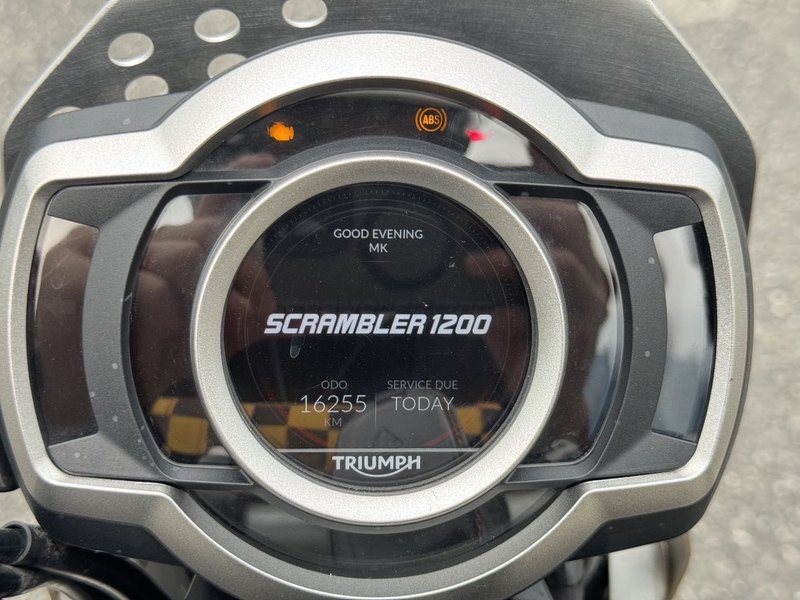 ABS
GOOD EVENING
MK
SCRAMBLER 1200
ODO
16255
KM
SERVICE DUE
TODAY
TRIUMPH